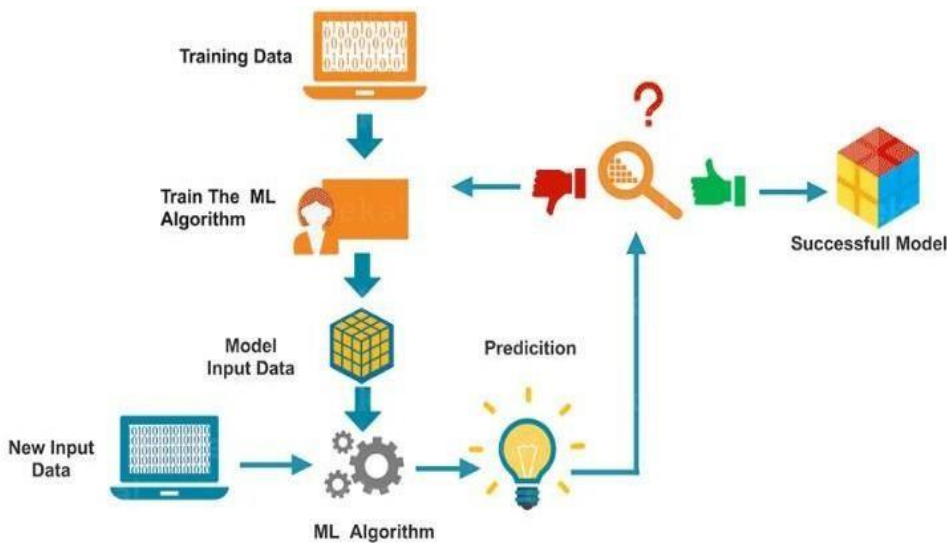 Training Data
?
Train The ML
Algorithm
Successfull Model
Model
Input Data
Predicition
New Input
Data
ML Algorithm